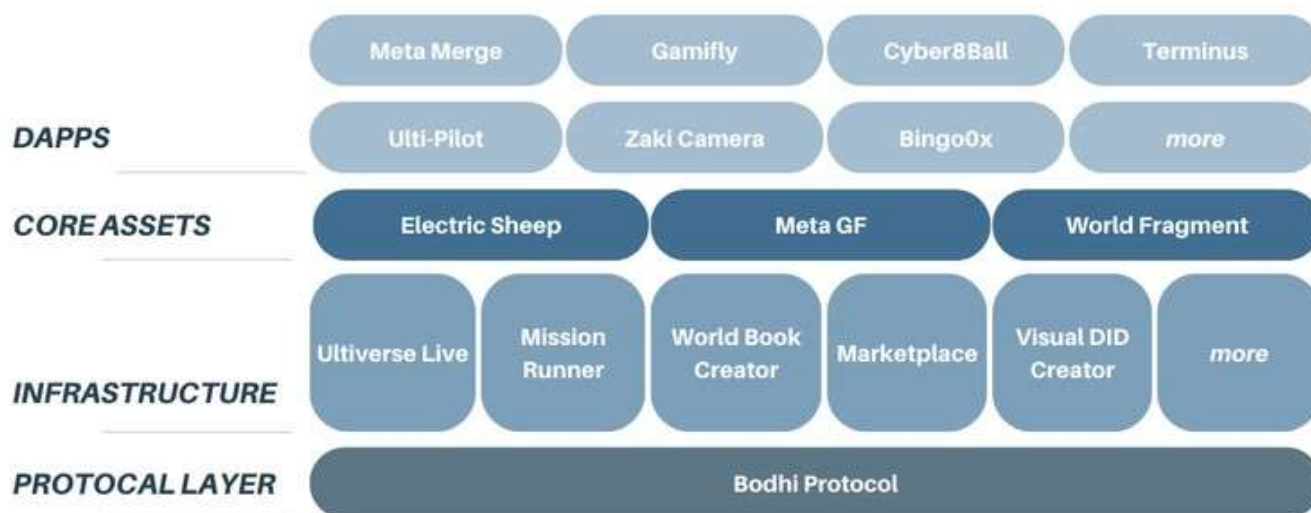 Meta Merge Gamifly Cyber8Ball Terminus
DAPPS Ulti-Pilot Zaki Camera Bingo0x more
CORE ASSETS Electric Sheep Meta GF World Fragment
INFRASTRUCTURE
Ultiverse Live
Mission
Runner
World Book
Creator
Marketplace
Visual DID
Creator
more
PROTOCAL LAYER Bodhi Protocol